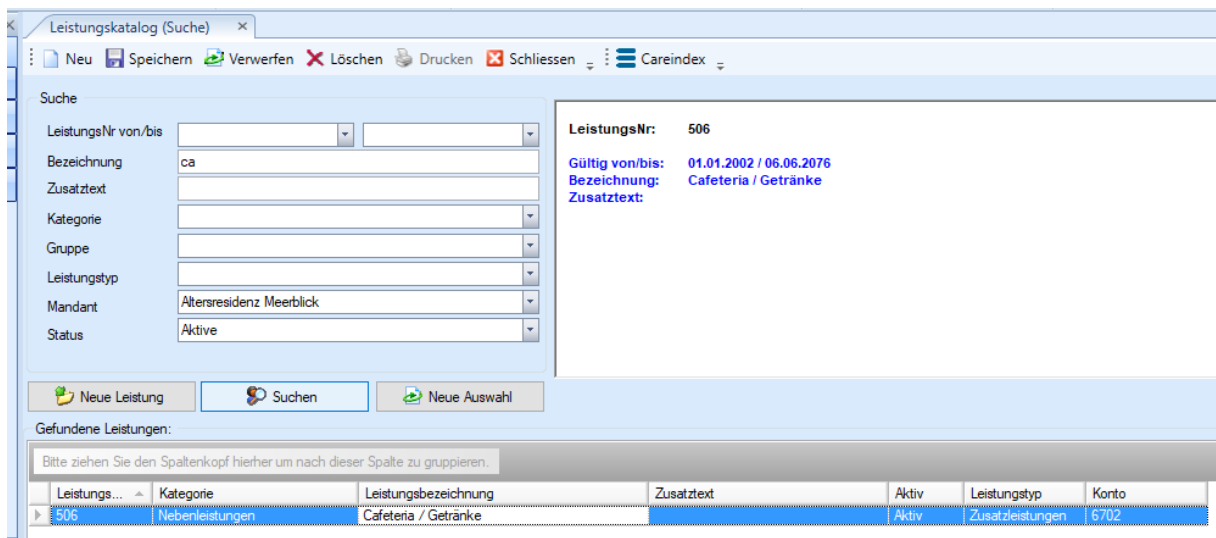 Leistungskatalog (Suche)
Neu Speichern Verwerfen Löschen Drucken Schliessen Careindex
Suche
LeistungsNr von/bis
Bezeichnung ca
Zusatztext
Kategorie
Gruppe
Leistungstyp
Mandant Altersresidenz Meerblick
Status Aktive
LeistungsNr: 506
Gültig von/bis: 01.01.2002 / 06.06.2076
Bezeichnung: Cafeteria / Getränke
Zusatztext:
Neue Leistung Suchen Neue Auswahl
Gefundene Leistungen:
Bitte ziehen Sie den Spaltenkopf hierher um nach dieser Spalte zu gruppieren.
Leistungs... Kategorie Leistungsbezeichnung Zusatztext Aktiv Leistungstyp Konto
506 Nebenleistungen Cafeteria / Getränke Aktiv Zusatzleistungen 6702